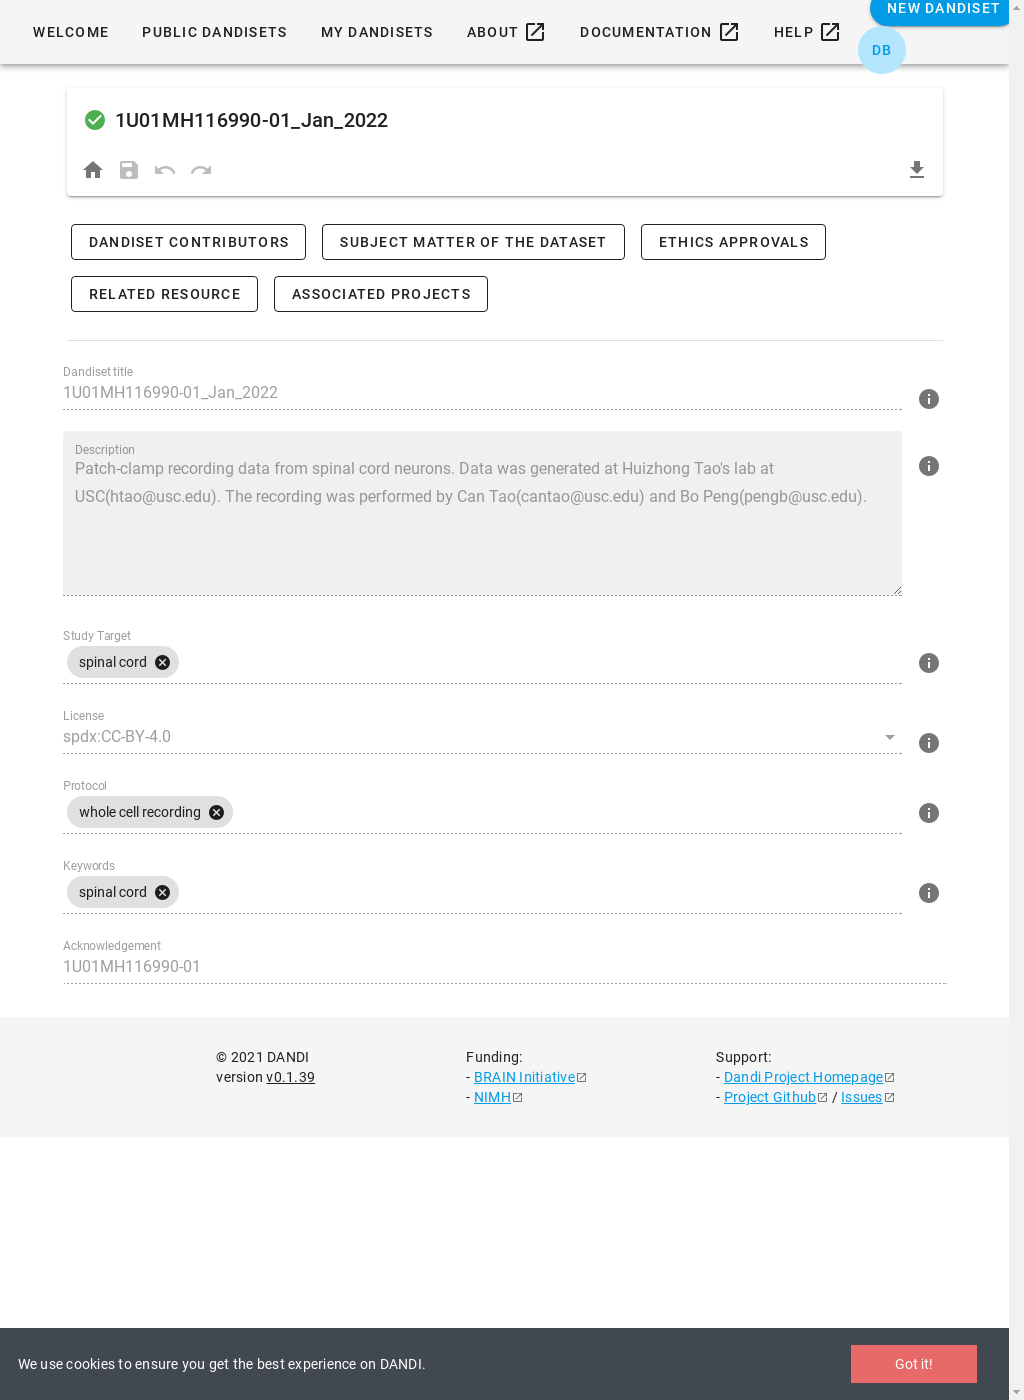 WELCOME
PUBLIC DANDISETS
MY DANDISETS
ABOUT
DOCUMENTATION
HELP
NEW DANDISET
DB
1U01MH116990-01_Jan_2022
DANDISET CONTRIBUTORS
SUBJECT MATTER OF THE DATASET
ETHICS APPROVALS
RELATED RESOURCE
ASSOCIATED PROJECTS
Dandiset title
1U01MH116990-01_Jan_2022
Description
Patch-clamp recording data from spinal cord neurons. Data was generated at Huizhong Tao's lab at
USC(htao@usc.edu). The recording was performed by Can Tao(cantao@usc.edu) and Bo Peng(pengb@usc.edu).
Study Target
spinal cord
License
spdx:CC-BY-4.0
Protocol
whole cell recording
Keywords
spinal cord
Acknowledgement
1U01MH116990-01
© 2021 DANDI
version v0.1.39
Funding:
- BRAIN Initiative
- NIMH
Support:
- Dandi Project Homepage
- Project Github / Issues
We use cookies to ensure you get the best experience on DANDI.
Got it!